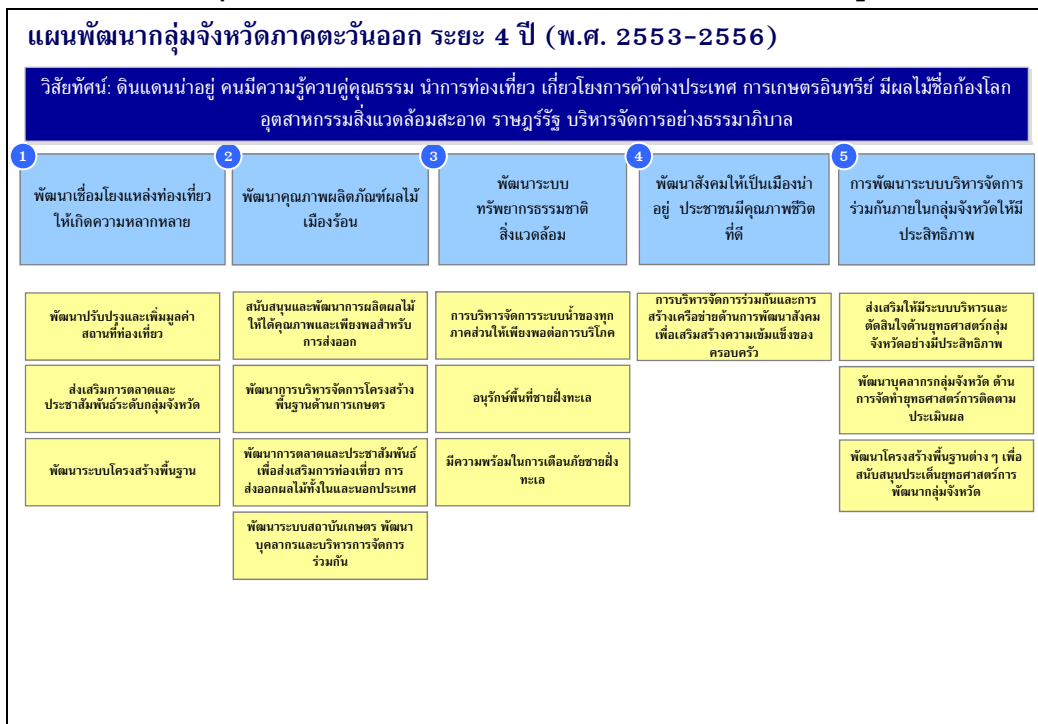 แผนพัฒนากลุ่มจังหวัดภาคตะวันออก ระยะ 4 ปี (พ.ศ. 2553-2556)
วิสัยทัศน์: ดินแดนน่าอยู่ คนมีความรู้ควบคู่คุณธรรม นำการท่องเที่ยว เกี่ยวโยงการค้าต่างประเทศ การเกษตรอินทรีย์ มีผลไม้ชื่อก้องโลก
อุตสาหกรรมสิ่งแวดล้อมสะอาด ราษฎร์รัฐ บริหารจัดการอย่างธรรมาภิบาล
1
พัฒนาเชื่อมโยงแหล่งท่องเที่ยว
ให้เกิดความหลากหลาย
2
พัฒนาคุณภาพผลิตภัณฑ์ผลไม้
เมืองร้อน
3
พัฒนาระบบ
ทรัพยากรธรรมชาติ
สิ่งแวดล้อม
4
พัฒนาสังคมให้เป็นเมืองน่า
อยู่ ประชาชนมีคุณภาพชีวิต
ที่ดี
5
การพัฒนาระบบบริหารจัดการ
ร่วมกันภายในกลุ่มจังหวัดให้มี
ประสิทธิภาพ
พัฒนาปรับปรุงและเพิ่มมูลค่า
สถานที่ท่องเที่ยว
ส่งเสริมการตลาดและ
ประชาสัมพันธ์ระดับกลุ่มจังหวัด
พัฒนาระบบโครงสร้างพื้นฐาน
สนับสนุนและพัฒนาการผลิตผลไม้
ให้ได้คุณภาพและเพียงพอสำหรับ
การส่งออก
พัฒนาการบริหารจัดการโครงสร้าง
พื้นฐานด้านการเกษตร
พัฒนาการตลาดและประชาสัมพันธ์
เพื่อส่งเสริมการท่องเที่ยว การ
ส่งออกผลไม้ทั้งในและนอกประเทศ
พัฒนาระบบสถาบันเกษตร พัฒนา
บุคลากรและบริหารการจัดการ
ร่วมกัน
การบริหารจัดการระบบน้ำของทุก
ภาคส่วนให้เพียงพอต่อการบริโภค
อนุรักษ์พื้นที่ชายฝั่งทะเล
มีความพร้อมในการเตือนภัยชายฝั่ง
ทะเล
การบริหารจัดการร่วมกันและการ
สร้างเครือข่ายด้านการพัฒนาสังคม
เพื่อเสริมสร้างความเข้มแข็งของ
ครอบครัว
ส่งเสริมให้มีระบบบริหารและ
ตัดสินใจด้านยุทธศาสตร์กลุ่ม
จังหวัดอย่างมีประสิทธิภาพ
พัฒนาบุคลากรกลุ่มจังหวัด ด้าน
การจัดทำยุทธศาสตร์การติดตาม
ประเมินผล
พัฒนาโครงสร้างพื้นฐานต่าง ๆ เพื่อ
สนับสนุนประเด็นยุทธศาสตร์การ
พัฒนากลุ่มจังหวัด